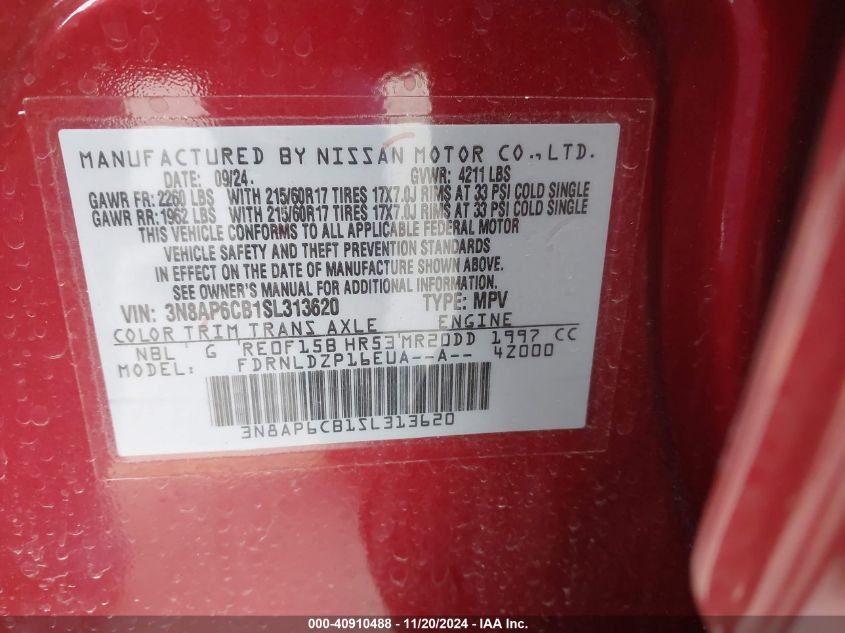 MANUFACTURED BY NISSAN MOTOR CO.,LTD.
DATE: 09/24. GVWR: 4211 LBS
GAWR FR: 2260 LBS WITH 215/60R17 TIRES 17X7.0J RIMS AT 33 PSI COLD SINGLE
GAWR RR: 1962 LBS WITH 215/60R17 TIRES 17X7.0J RIMS AT 33 PSI COLD SINGLE
THIS VEHICLE CONFORMS TO ALL APPLICABLE FEDERAL MOTOR
VEHICLE SAFETY AND THEFT PREVENTION STANDARDS
IN EFFECT ON THE DATE OF MANUFACTURE SHOWN ABOVE.
SEE OWNER'S MANUAL FOR ADDITIONAL INFORMATION
VIN: 3N8AP6CB1SL313620 TYPE: MPV
COLOR TRIM TRANS AXLE ENGINE
NBL G RE0F15B HR53 MR20DD 1997 CC
MODEL: FDRNLDZP16EUA--A-- 4Z000
3N8AP6CB1SL313620
000-40910488 - 11/20/2024 - IAA Inc.